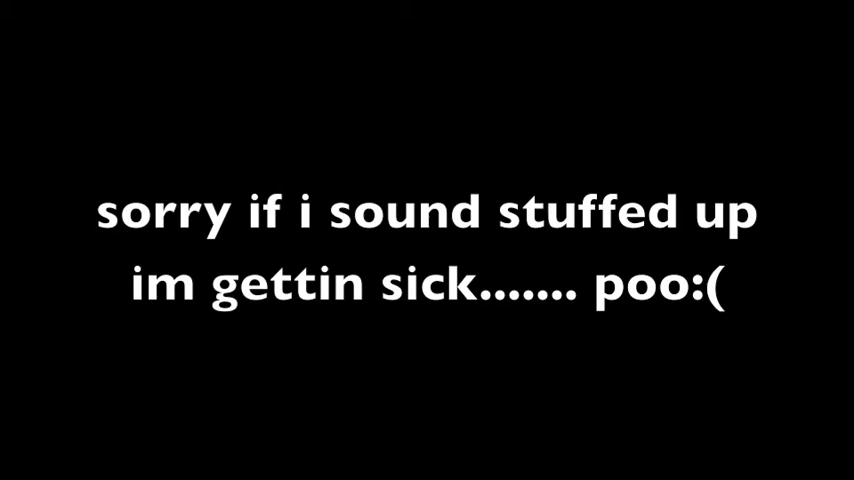 sorry if i sound stuffed up
im gettin sick....... poo:(